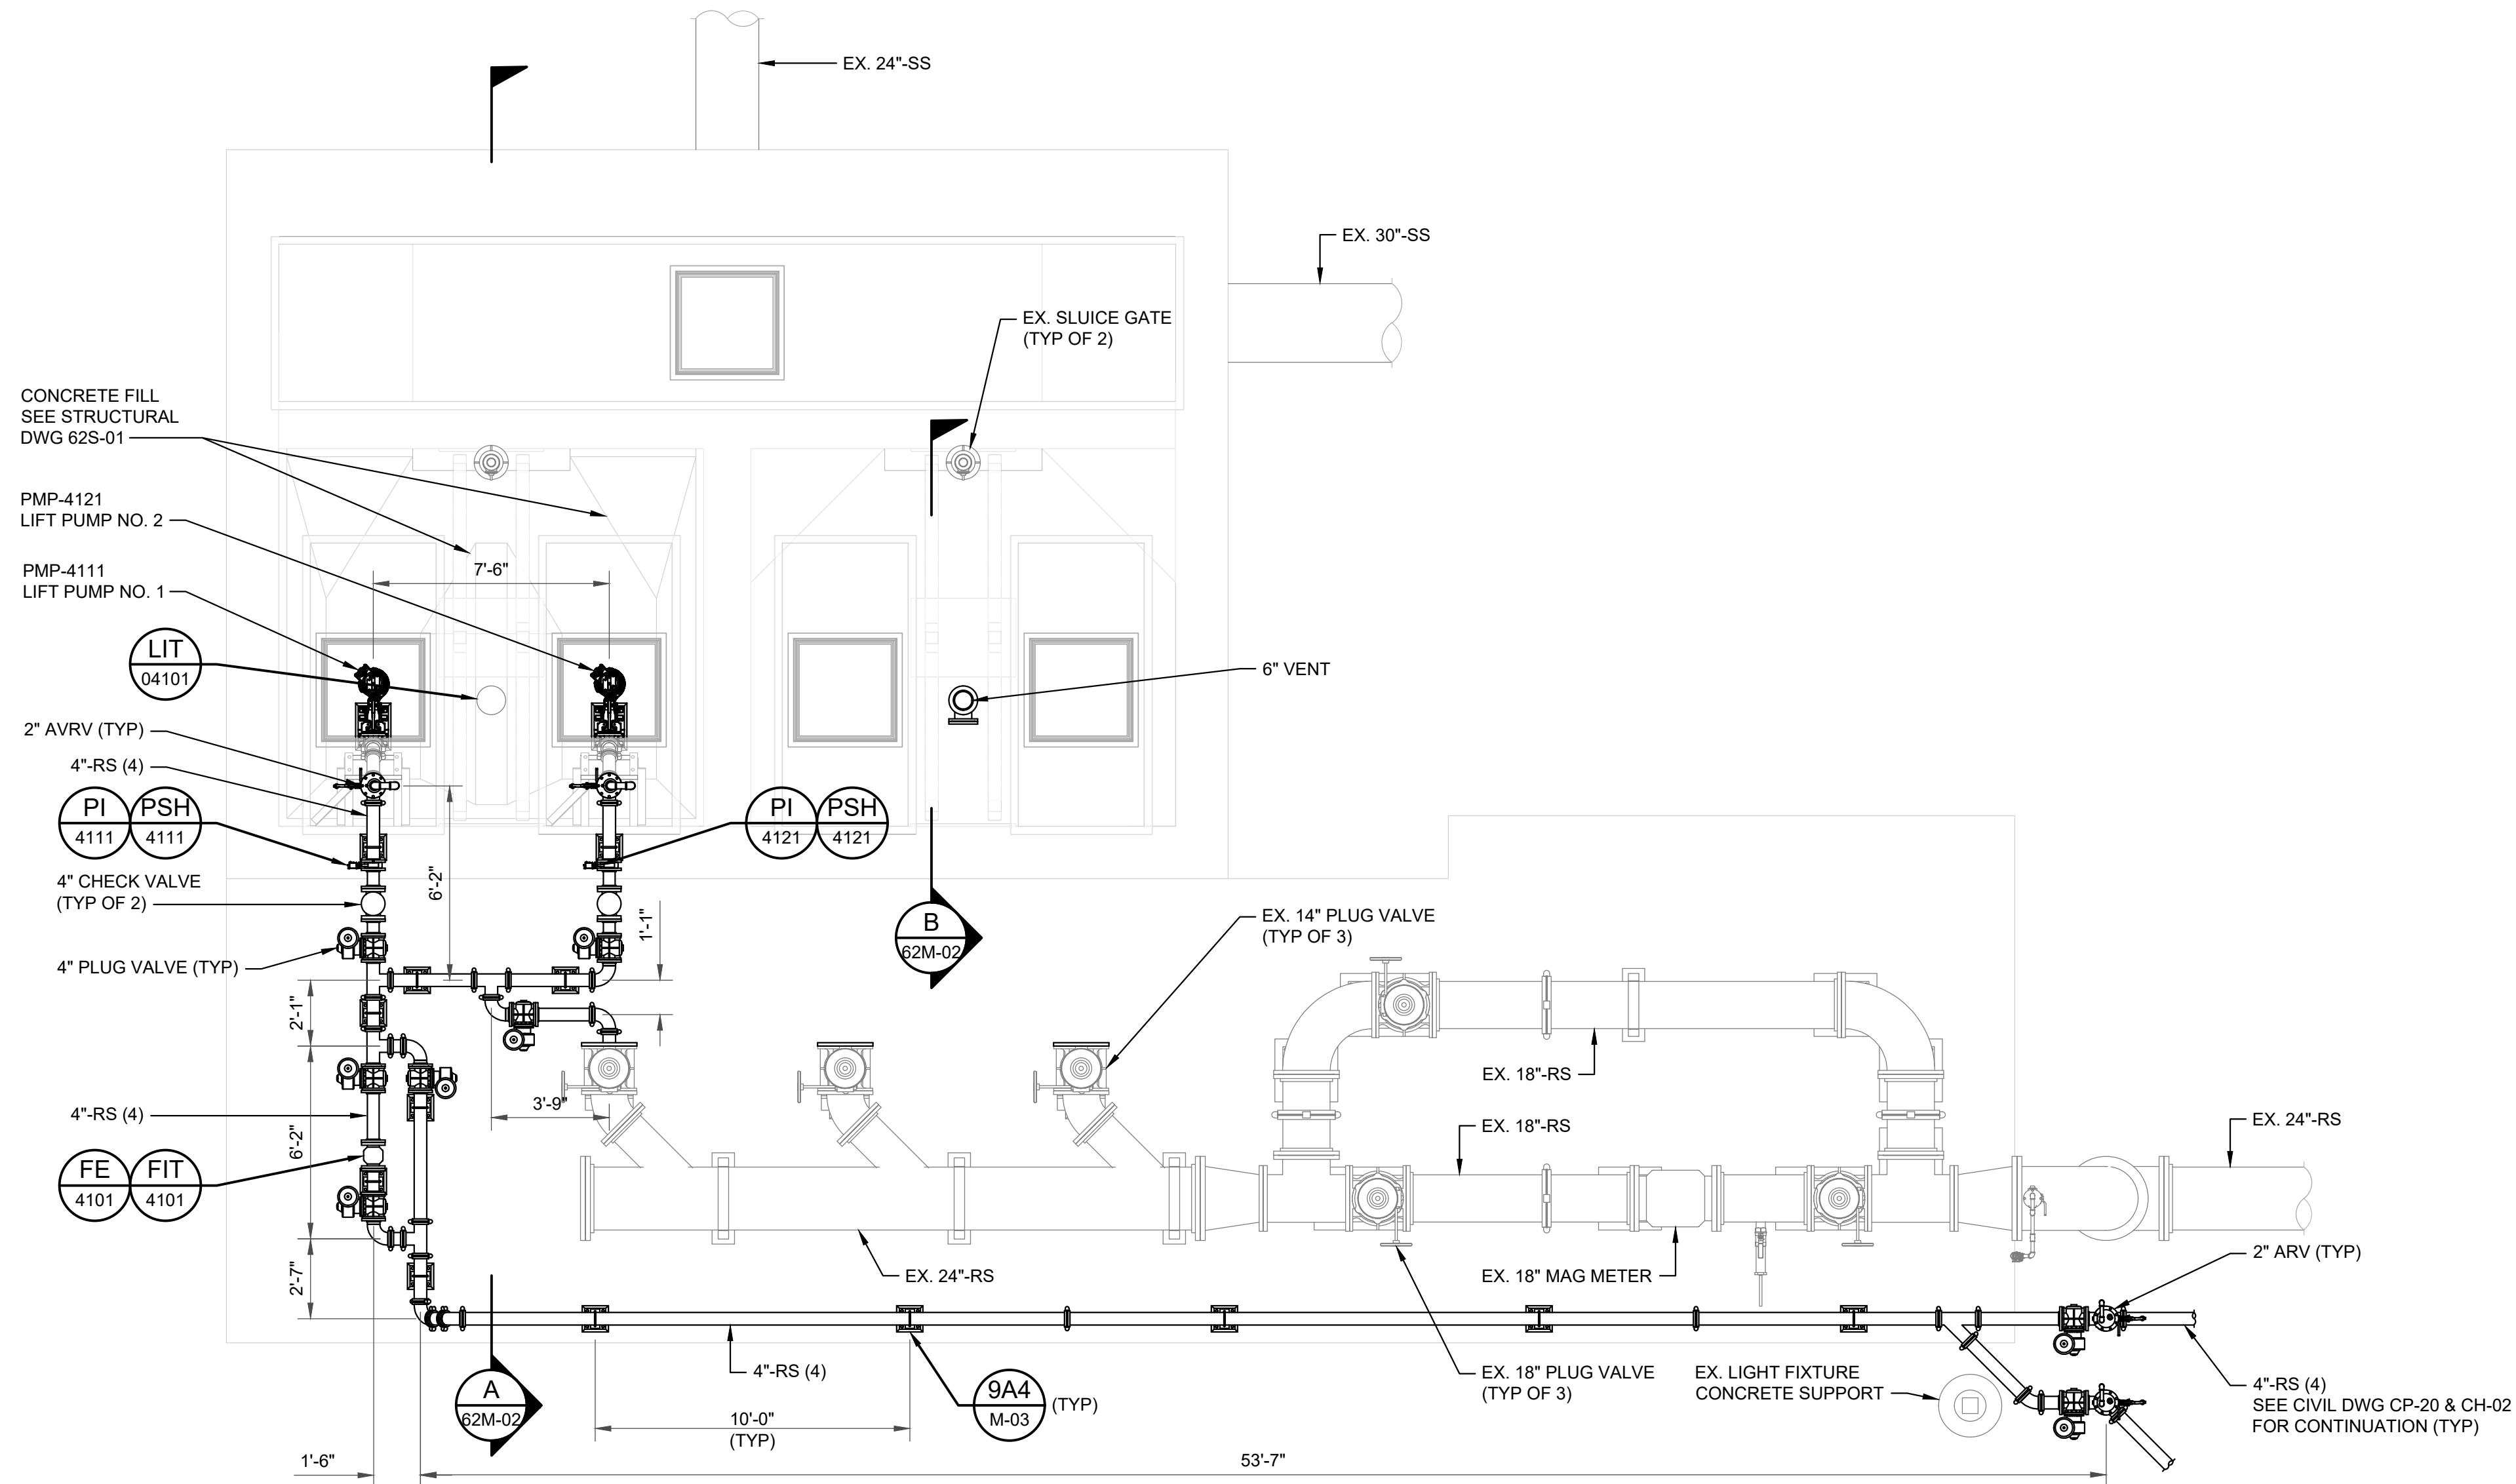 EX. 24"-SS
EX. 30"-SS
EX. SLUICE GATE
(TYP OF 2)
CONCRETE FILL
SEE STRUCTURAL
DWG 62S-01
PMP-4121
LIFT PUMP NO. 2
7'-6"
PMP-4111
LIFT PUMP NO. 1
LIT
04101
6" VENT
2" AVRV (TYP)
4"-RS (4)
PI
4111
PSH
4111
PI
4121
PSH
4121
6'-2"
4" CHECK VALVE
(TYP OF 2)
1'-1"
B
62M-02
EX. 14" PLUG VALVE
(TYP OF 3)
4" PLUG VALVE (TYP)
2'-1"
EX. 18"-RS
3'-9"
4"-RS (4)
EX. 18"-RS
EX. 24"-RS
6'-2"
FE
4101
FIT
4101
2'-7"
EX. 24"-RS
EX. 18" MAG METER
2" ARV (TYP)
A
62M-02
4"-RS (4)
9A4
M-03
(TYP)
EX. 18" PLUG VALVE
(TYP OF 3)
EX. LIGHT FIXTURE
CONCRETE SUPPORT
4"-RS (4)
SEE CIVIL DWG CP-20 & CH-02
FOR CONTINUATION (TYP)
10'-0"
(TYP)
1'-6"
53'-7"